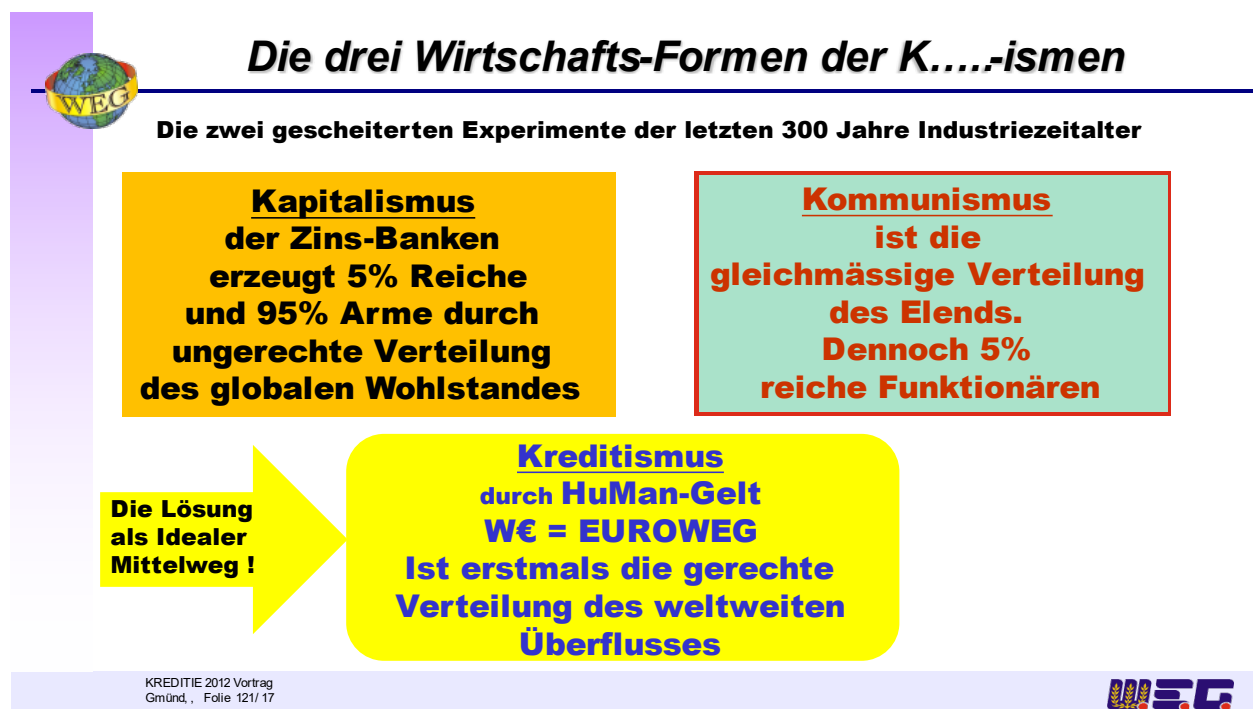 Die drei Wirtschafts-Formen der K.....-ismen
WEG
Die zwei gescheiterten Experimente der letzten 300 Jahre Industriezeitalter
Kapitalismus
der Zins-Banken
erzeugt 5% Reiche
und 95% Arme durch
ungerechte Verteilung
des globalen Wohlstandes
Kommunismus
ist die
gleichmässige Verteilung
des Elends.
Dennoch 5%
reiche Funktionären
Die Lösung
als Idealer
Mittelweg !
Kreditismus
durch HuMan-Gelt
W€ = EUROWEG
Ist erstmals die gerechte
Verteilung des weltweiten
Überflusses
KREDITIE 2012 Vortrag
Gmünd, , Folie 121/ 17
W.E.G.